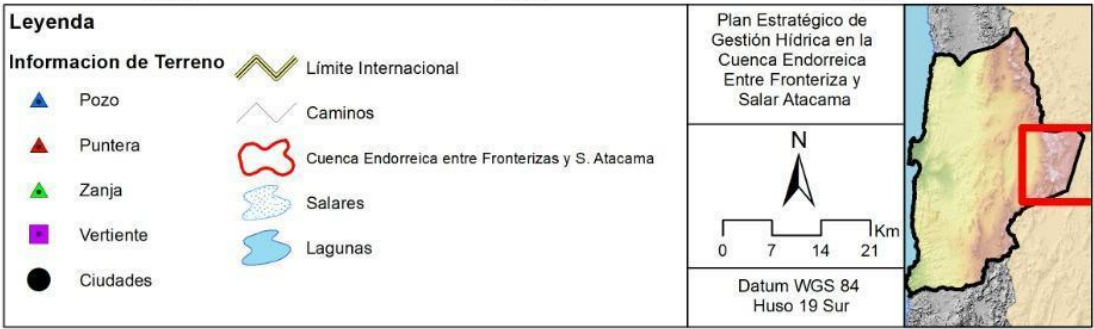 Leyenda
Informacion de Terreno
Pozo
Puntera
Zanja
Vertiente
Ciudades
Límite Internacional
Caminos
Cuenca Endorreica entre Fronterizas y S. Atacama
Salares
Lagunas
Plan Estratégico de
Gestión Hídrica en la
Cuenca Endorreica
Entre Fronteriza y
Salar Atacama
N
Km
0 7 14 21
Datum WGS 84
Huso 19 Sur